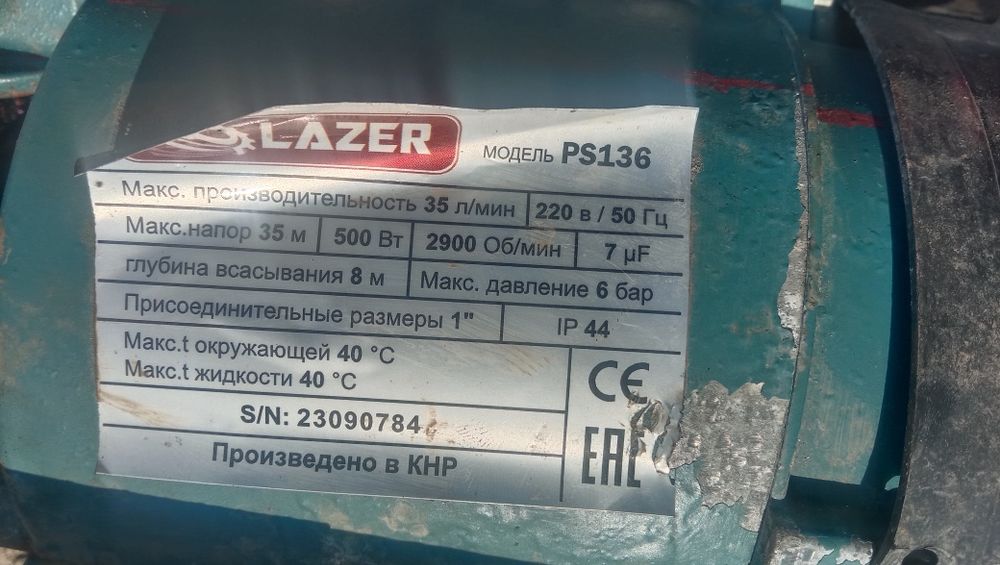 LAZER МОДЕЛЬ PS136
Макс. производительность 35 л/мин 220 в / 50 Гц
Макс.напор 35 м 500 Вт 2900 Об/мин 7 µF
глубина всасывания 8 м Макс. давление 6 бар
Присоединительные размеры 1" IP 44
Макс.t окружающей 40 °C
Макс.t жидкости 40 °C
CE
S/N: 23090784
Произведено в КНР
EAC